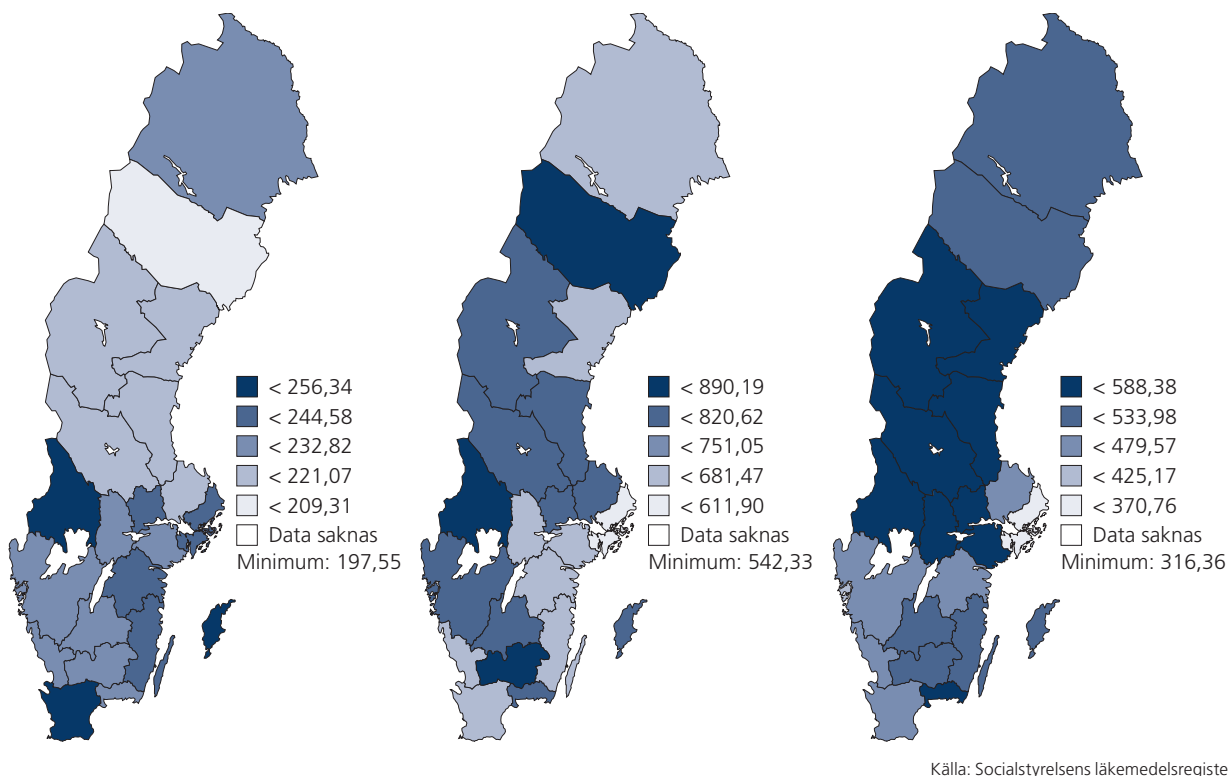 < 256,34
< 244,58
< 232,82
< 221,07
< 209,31
Data saknas
Minimum: 197,55
< 890,19
< 820,62
< 751,05
< 681,47
< 611,90
Data saknas
Minimum: 542,33
< 588,38
< 533,98
< 479,57
< 425,17
< 370,76
Data saknas
Minimum: 316,36
Källa: Socialstyrelsens läkemedelsregiste